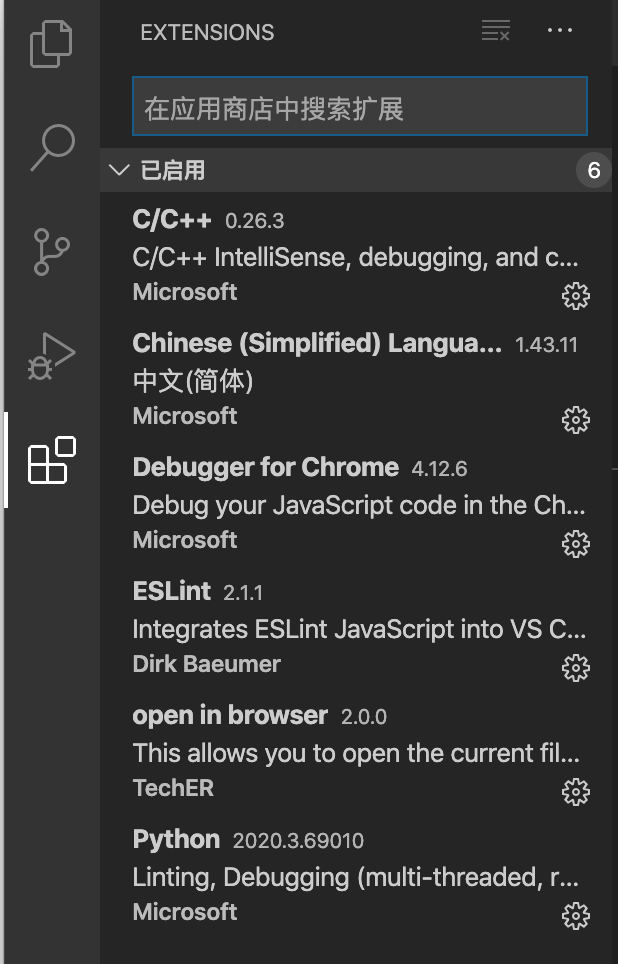 EXTENSIONS
在应用商店中搜索扩展
已启用 6
C/C++ 0.26.3
C/C++ IntelliSense, debugging, and c...
Microsoft
Chinese (Simplified) Langua... 1.43.11
中文(简体)
Microsoft
Debugger for Chrome 4.12.6
Debug your JavaScript code in the Ch...
Microsoft
ESLint 2.1.1
Integrates ESLint JavaScript into VS C...
Dirk Baeumer
open in browser 2.0.0
This allows you to open the current fil...
TechER
Python 2020.3.69010
Linting, Debugging (multi-threaded, r...
Microsoft